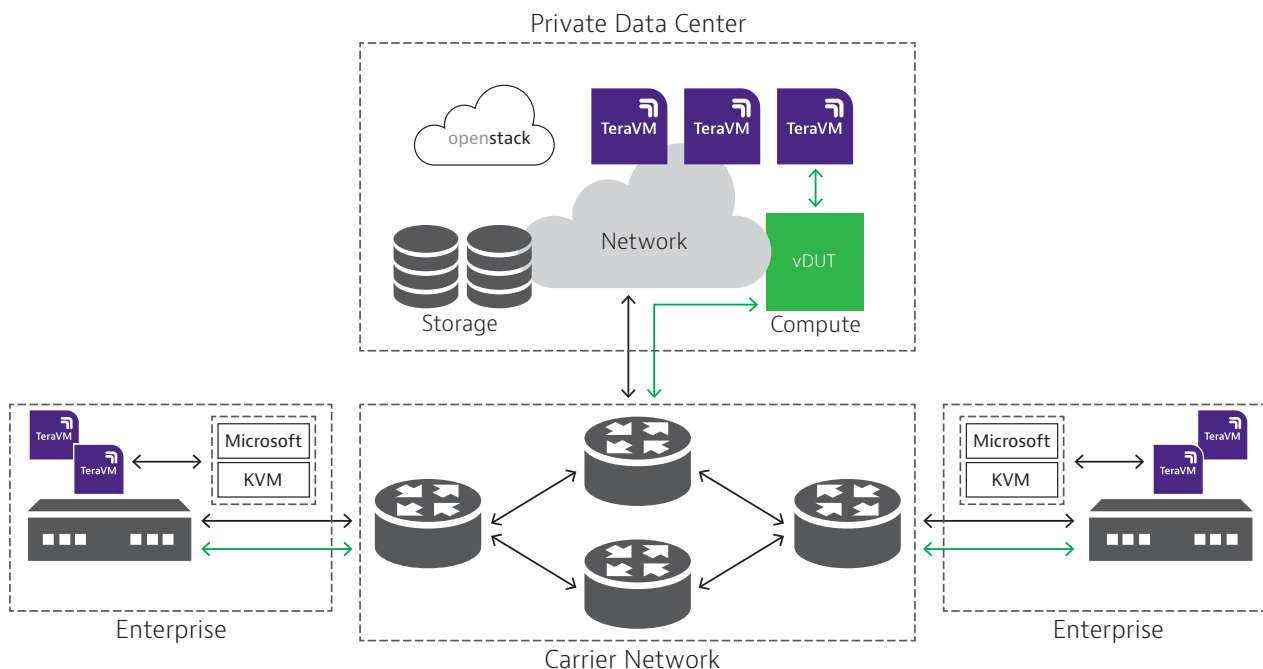 Private Data Center
openstack
TeraVM
TeraVM
TeraVM
Network
vDUT
Storage
Compute
TeraVM
TeraVM
Microsoft
KVM
Microsoft
KVM
TeraVM
TeraVM
Enterprise
Carrier Network
Enterprise